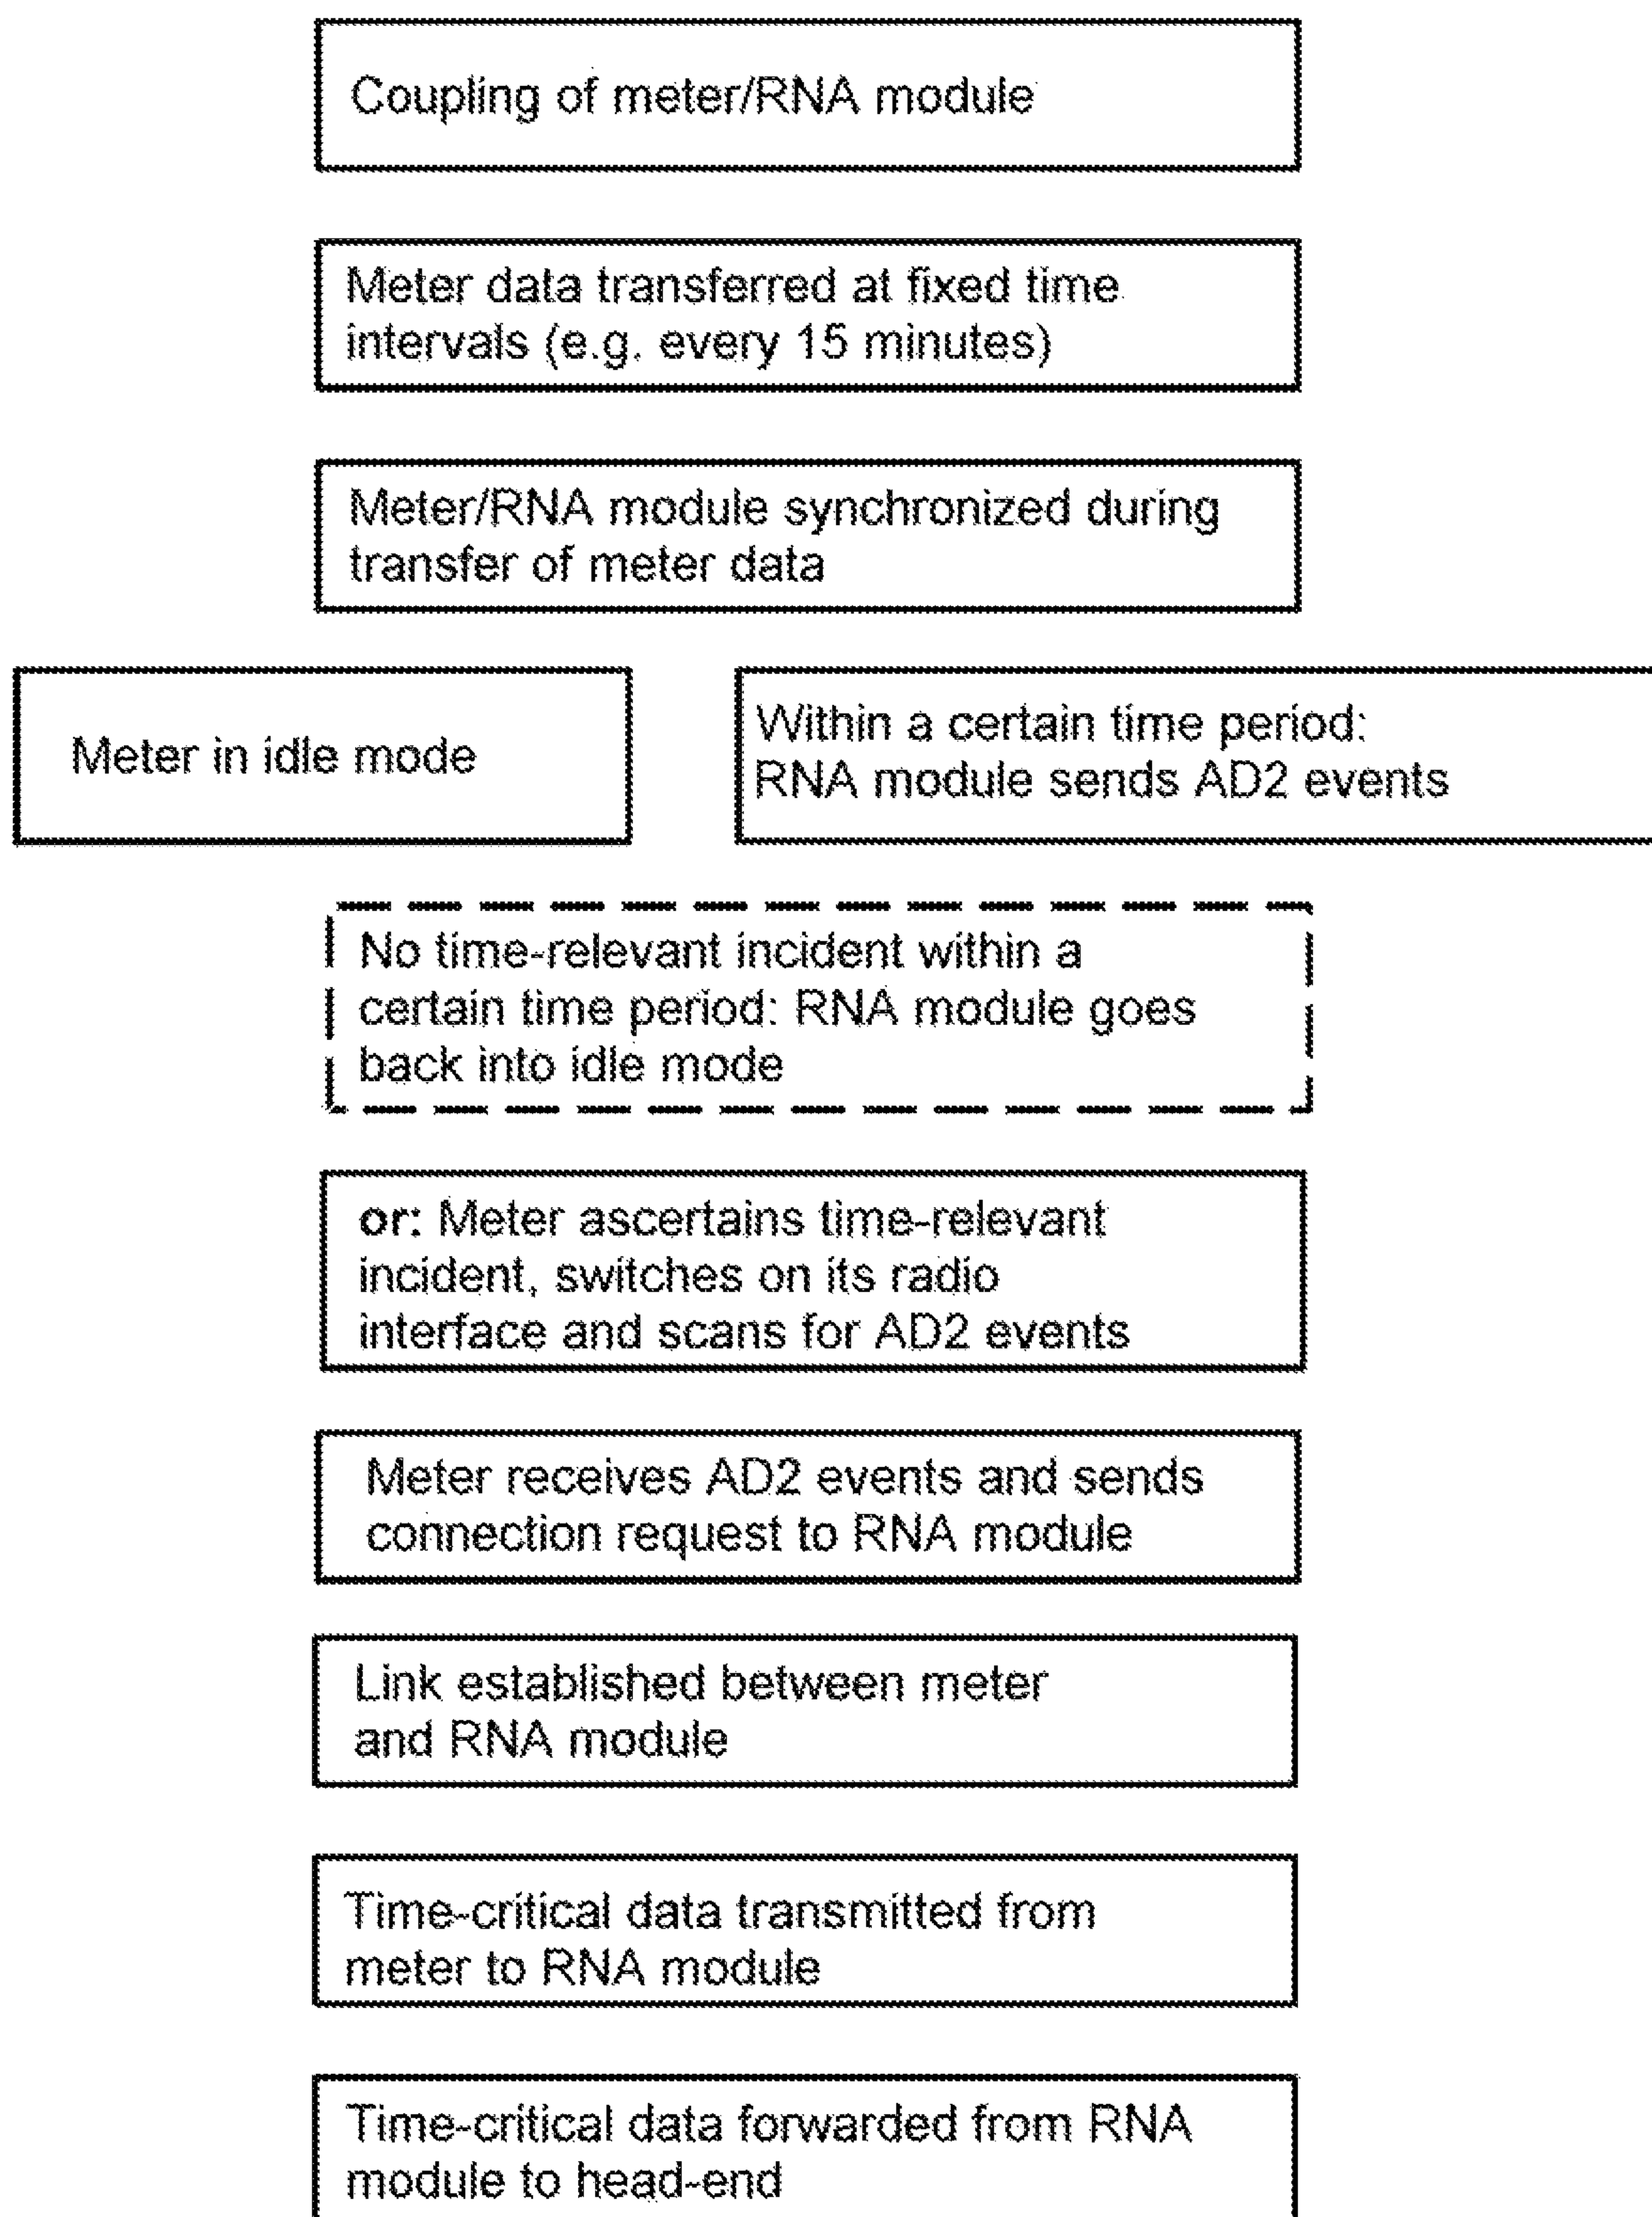 Coupling of meter/RNA module
Meter data transferred at fixed time
intervals (e.g. every 15 minutes)
Meter/RNA module synchronized during
transfer of meter data
Meter in idle mode
Within a certain time period:
RNA module sends AD2 events
No time-relevant incident within a
certain time period: RNA module goes
back into idle mode
or: Meter ascertains time-relevant
incident, switches on its radio
interface and scans for AD2 events
Meter receives AD2 events and sends
connection request to RNA module
Link established between meter
and RNA module
Time-critical data transmitted from
meter to RNA module
Time-critical data forwarded from RNA
module to head-end